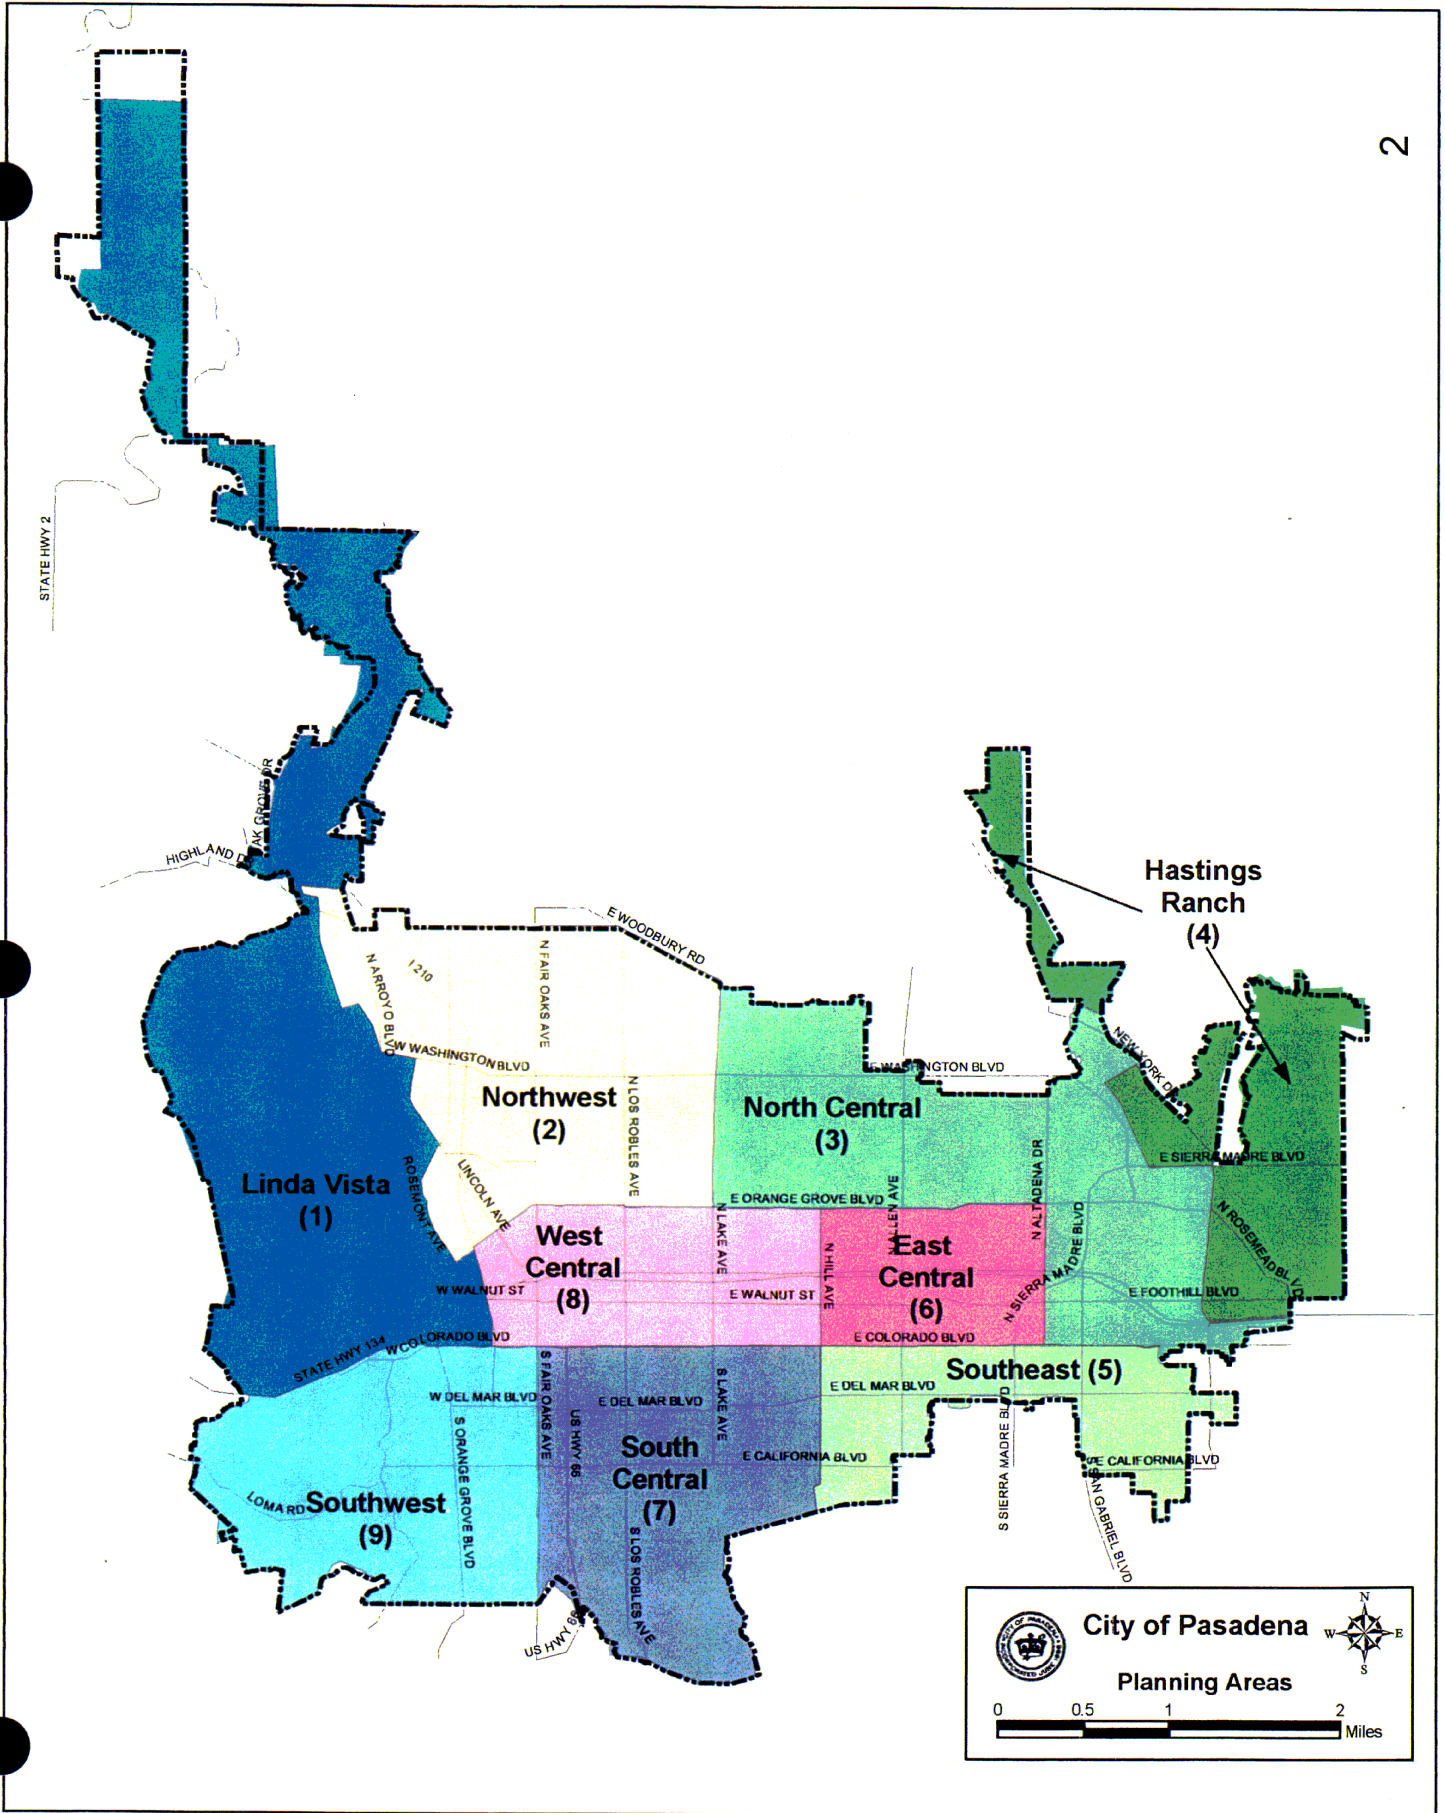 2
STATE HWY 2
HIGHLAND D
AK GROVE DR
E WOODBURY RD
Hastings
Ranch
(4)
N ARROYO BLVD
I 210
N FAIR OAKS AVE
W WASHINGTON BLVD
E WASHINGTON BLVD
NEW YORK D
Northwest
(2)
N LOS ROBLES AVE
North Central
(3)
N ALTADENA DR
E SIERRA MADRE BLVD
Linda Vista
(1)
ROSEMONT AVE
LINCOLN AVE
E ORANGE GROVE BLVD
N ALLEN AVE
N LAKE AVE
N HILL AVE
N SIERRA MADRE BLVD
N ROSEMEAD BLVD
West
Central
(8)
East
Central
(6)
W WALNUT ST
E WALNUT ST
E FOOTHILL BLVD
STATE HWY 134
W COLORADO BLVD
E COLORADO BLVD
Southeast (5)
W DEL MAR BLVD
E DEL MAR BLVD
E DEL MAR BLVD
S FAIR OAKS AVE
US HWY 66
S LAKE AVE
S ORANGE GROVE BLVD
South
Central
(7)
E CALIFORNIA BLVD
E CALIFORNIA BLVD
S SIERRA MADRE BLVD
SAN GABRIEL BLVD
LOMA RD
Southwest
(9)
S LOS ROBLES AVE
US HWY 66
City of Pasadena
N
W
E
S
Planning Areas
0
0.5
1
2
Miles